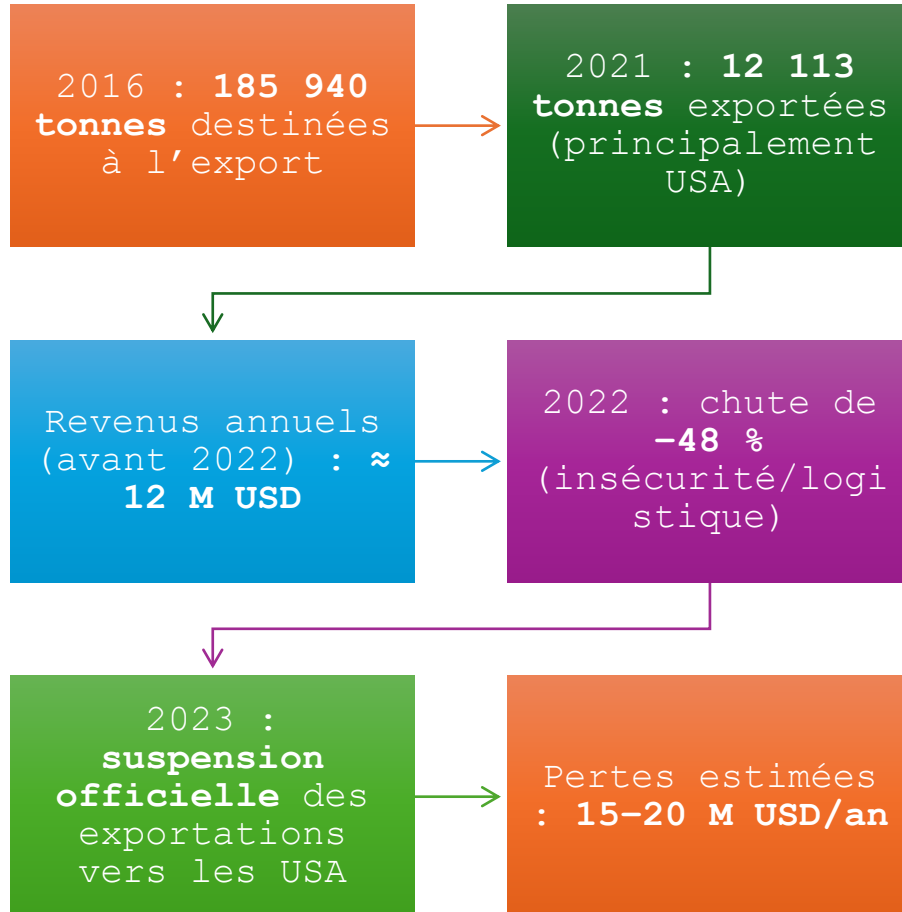 2016 : 185 940
tonnes destinées
à l’export
2021 : 12 113
tonnes exportées
(principalement
USA)
Revenus annuels
(avant 2022) : ≈
12 M USD
2022 : chute de
–48 %
(insécurité/logi
stique)
2023 :
suspension
officielle des
exportations
vers les USA
Pertes estimées
: 15–20 M USD/an